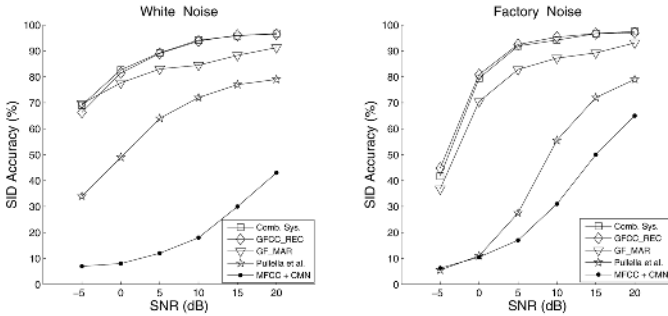 White Noise
100
90
80
70
60
50
40
30
20
10
0
SID Accuracy (%)
-5 0 5 10 15 20
SNR (dB)
Comb. Sys.
GFCC_REC
GF_MAR
Pullella et al.
MFCC + CMN
Factory Noise
100
90
80
70
60
50
40
30
20
10
0
SID Accuracy (%)
-5 0 5 10 15 20
SNR (dB)
Comb. Sys.
GFCC_REC
GF_MAR
Pullella et al.
MFCC + CMN